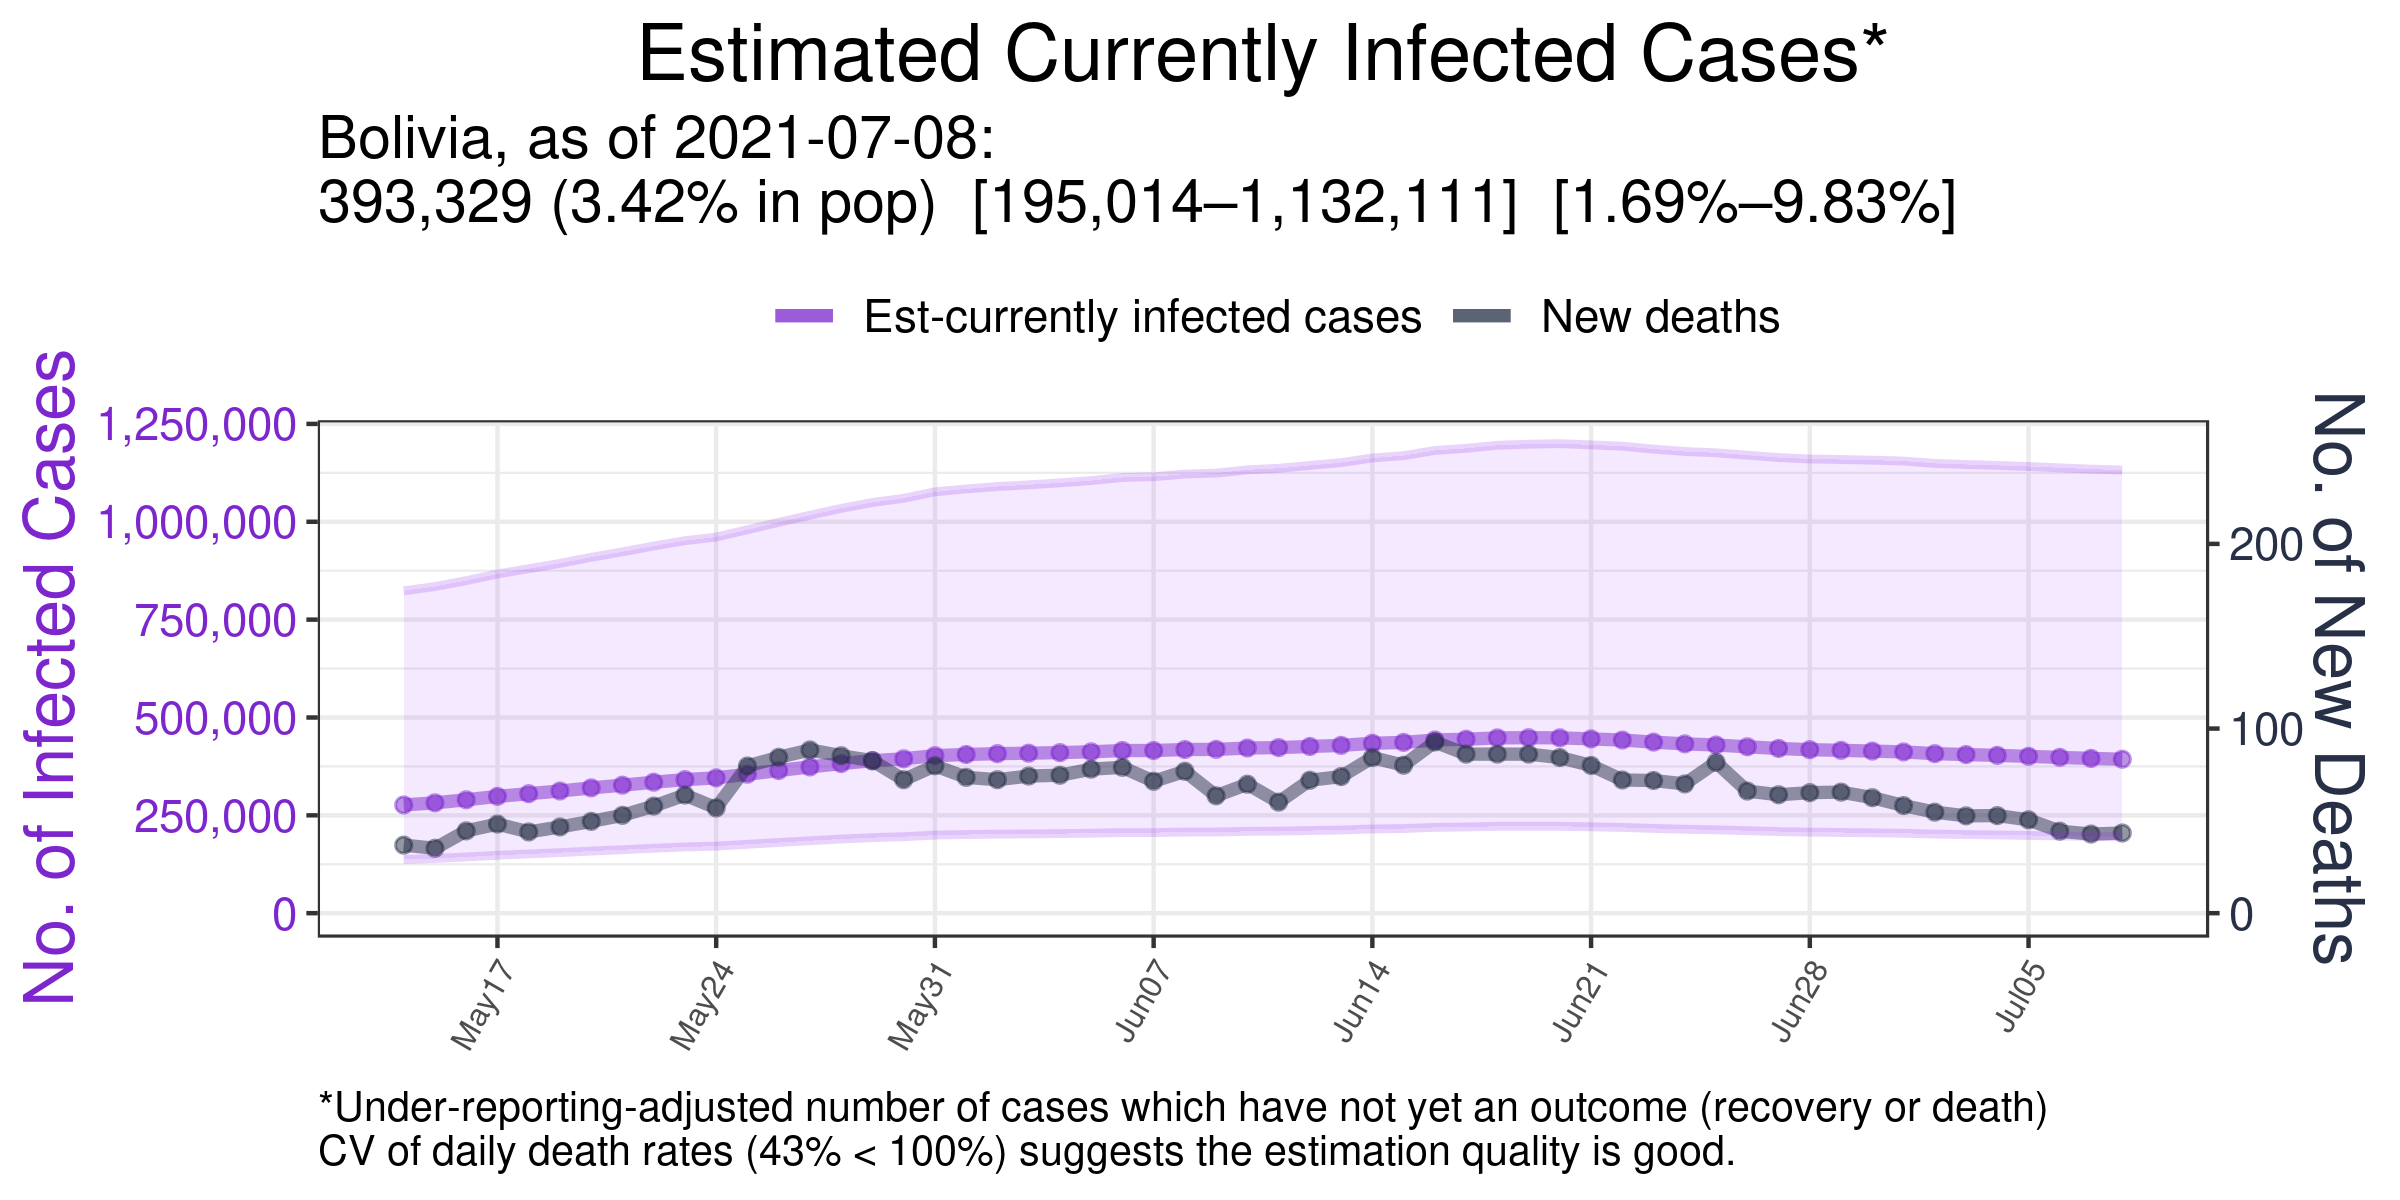 Estimated Currently Infected Cases*
Bolivia, as of 2021-07-08:
393,329 (3.42% in pop)  [195,014–1,132,111]  [1.69%–9.83%]
Est-currently infected cases
New deaths
No. of Infected Cases
1,250,000
1,000,000
750,000
500,000
250,000
0
200
100
0
No. of New Deaths
May17
May24
May31
Jun07
Jun14
Jun21
Jun28
Jul05
*Under-reporting-adjusted number of cases which have not yet an outcome (recovery or death)
CV of daily death rates (43% < 100%) suggests the estimation quality is good.